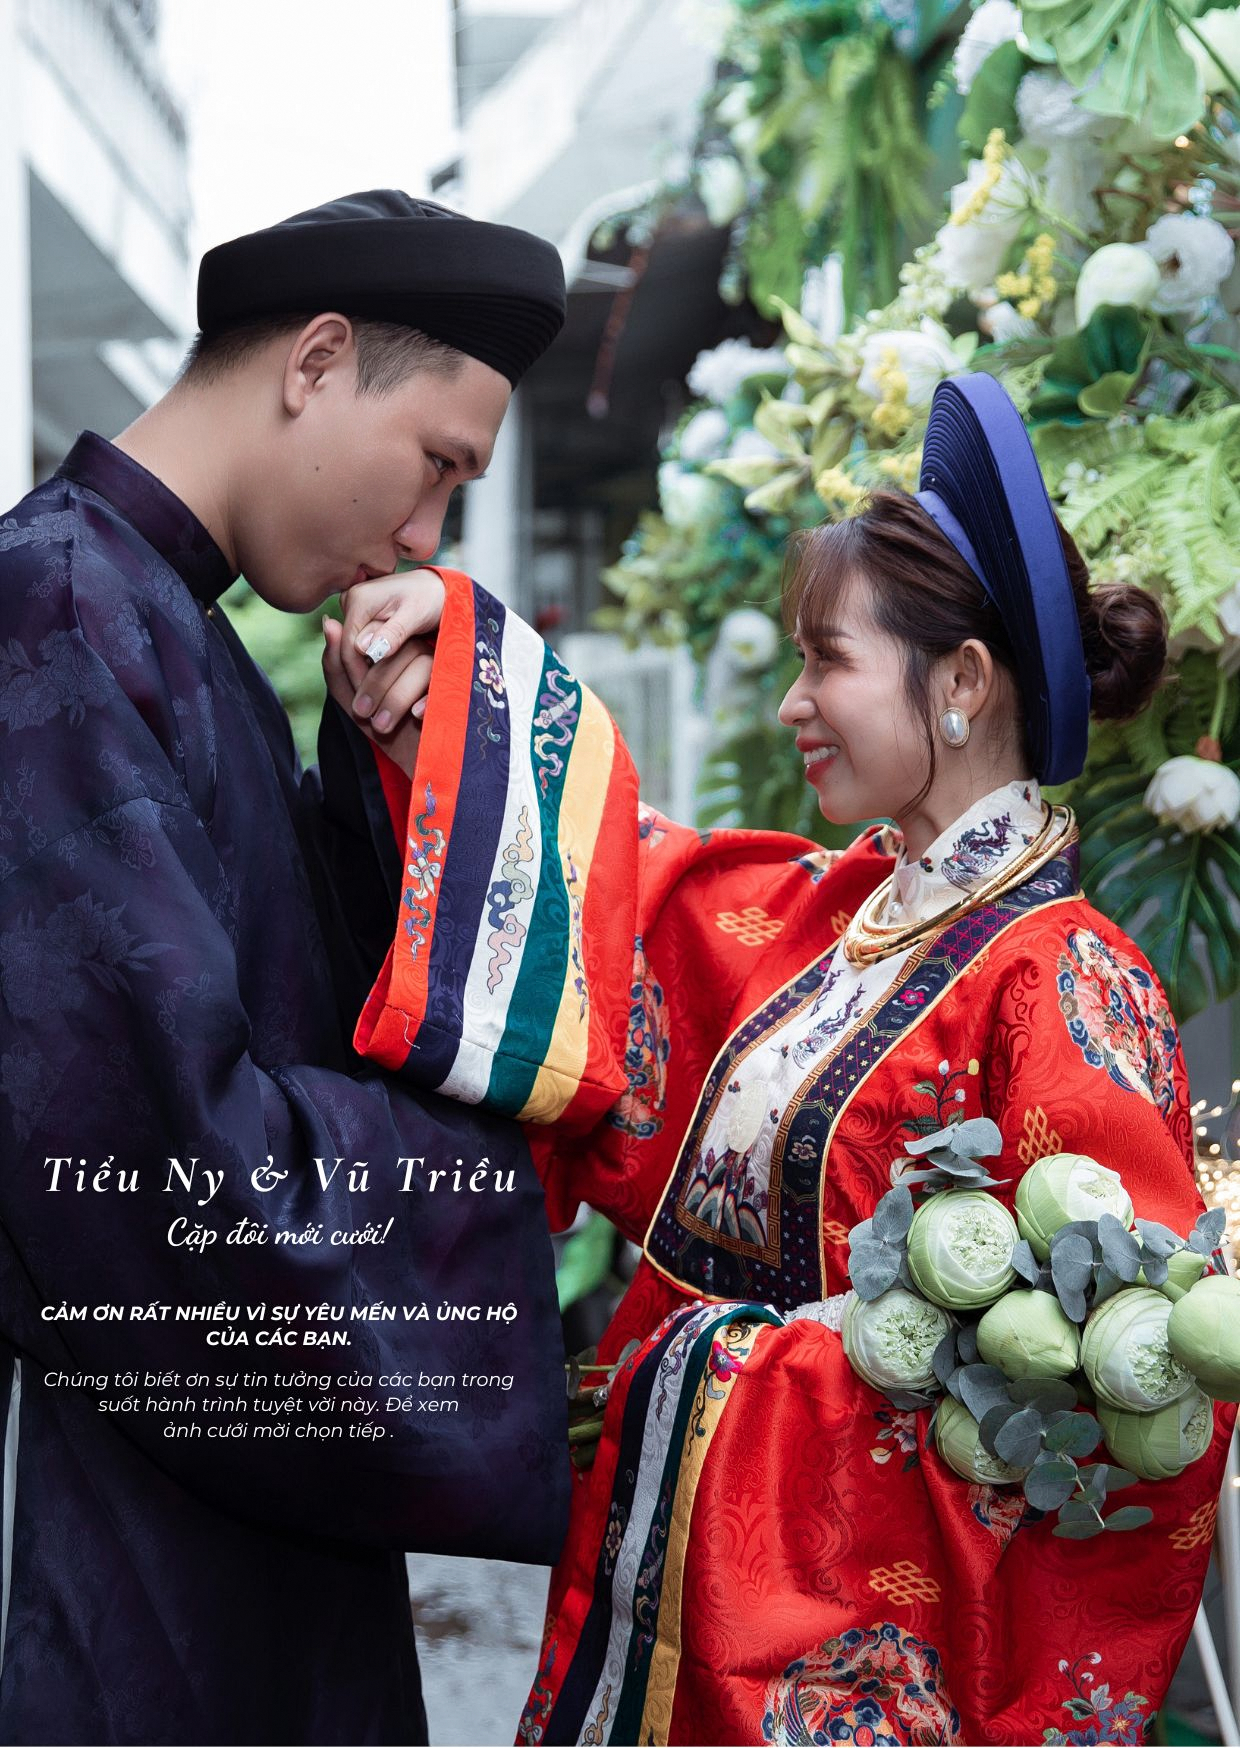 Tiểu Ny & Vũ Triều
Cặp đôi mới cưới!
CẢM ƠN RẤT NHIỀU VÌ SỰ YÊU MẾN VÀ ỦNG HỘ
CỦA CÁC BẠN.
Chúng tôi biết ơn sự tin tưởng của các bạn trong
suốt hành trình tuyệt vời này. Để xem
ảnh cưới mời chọn tiếp .